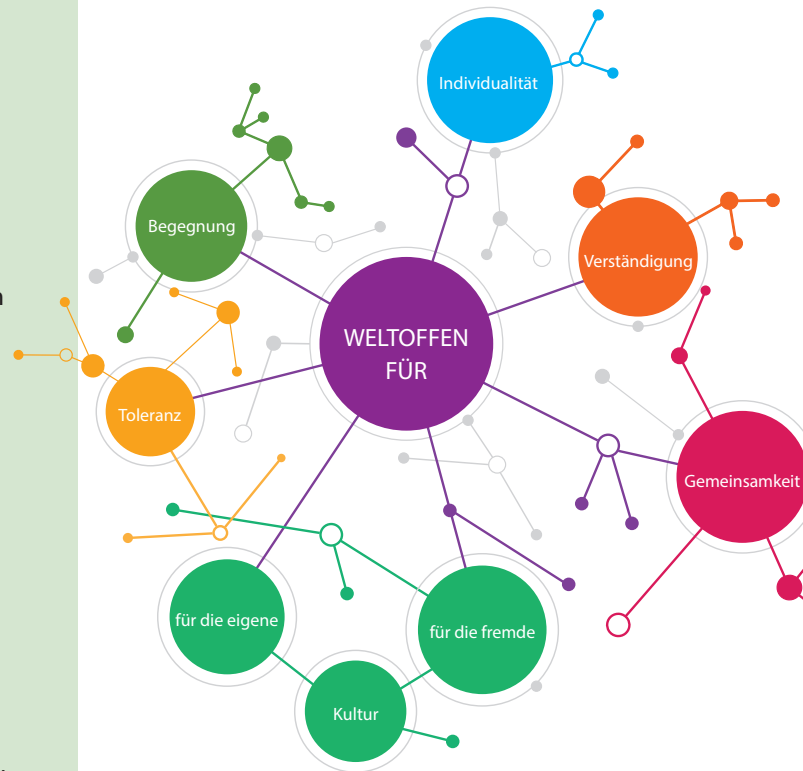 Individualität
Begegnung
Verständigung
WELTOFFEN
FÜR
Toleranz
Gemeinsamkeit
für die eigene
für die fremde
Kultur